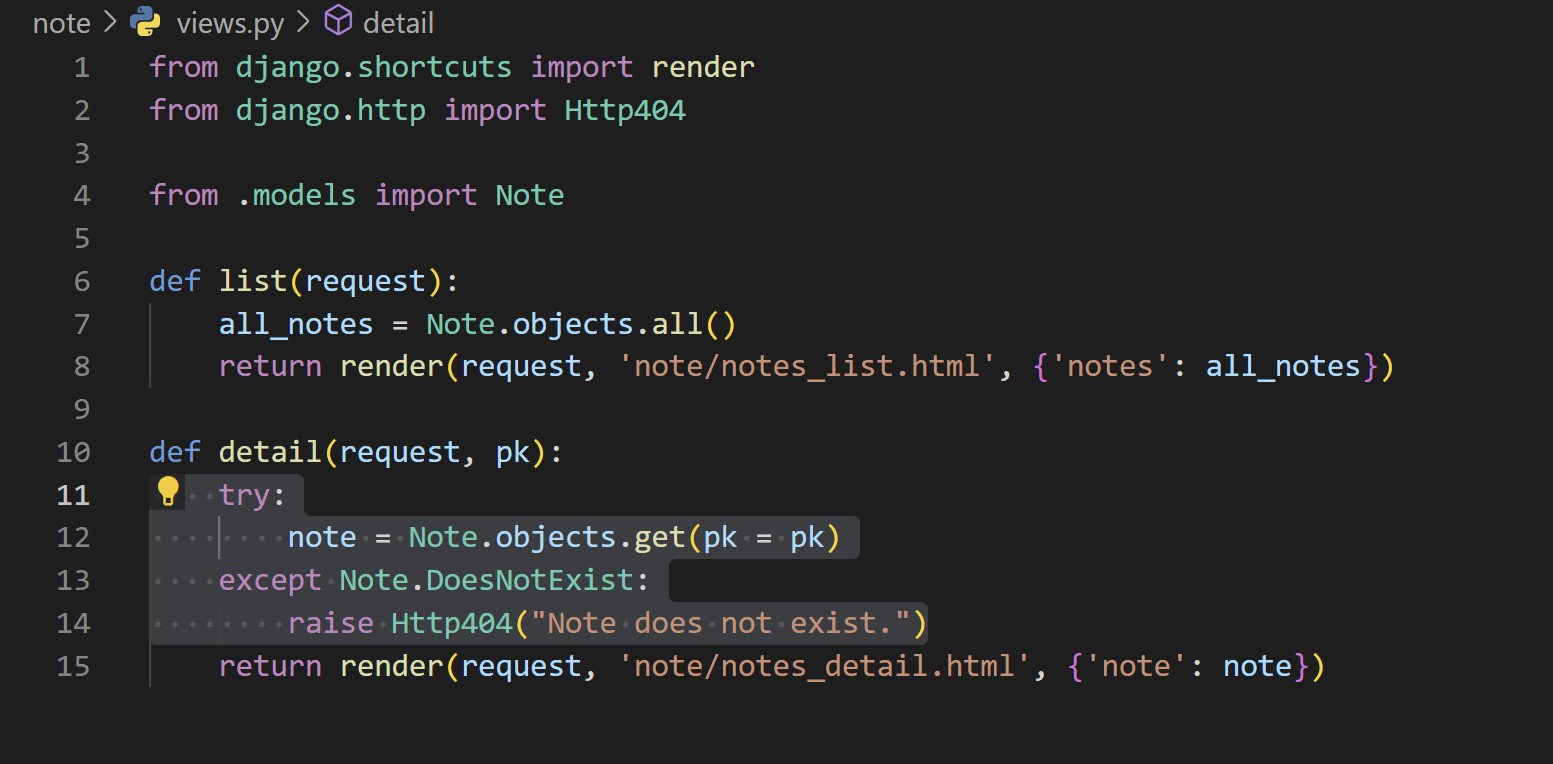 note > views.py > detail
1 from django.shortcuts import render
2 from django.http import Http404
3
4 from .models import Note
5
6 def list(request):
7     all_notes = Note.objects.all()
8     return render(request, 'note/notes_list.html', {'notes': all_notes})
9
10 def detail(request, pk):
11     try:
12         note = Note.objects.get(pk = pk)
13     except Note.DoesNotExist:
14         raise Http404("Note does not exist.")
15     return render(request, 'note/notes_detail.html', {'note': note})